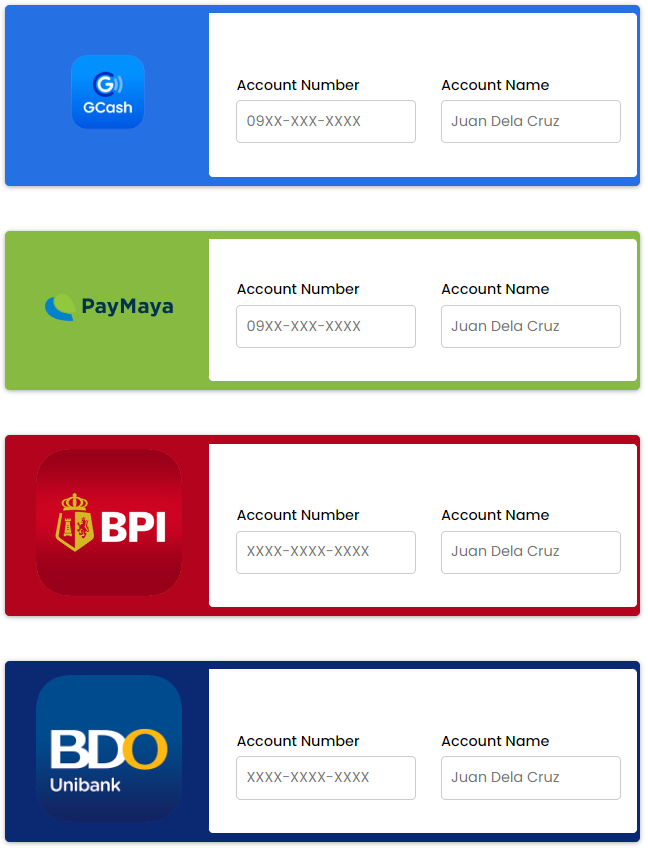 G
GCash
Account Number Account Name
09XX-XXX-XXXX Juan Dela Cruz
PayMaya
Account Number Account Name
09XX-XXX-XXXX Juan Dela Cruz
BPI
Account Number Account Name
XXXX-XXXX-XXXX Juan Dela Cruz
BDO
Unibank
Account Number Account Name
XXXX-XXXX-XXXX Juan Dela Cruz